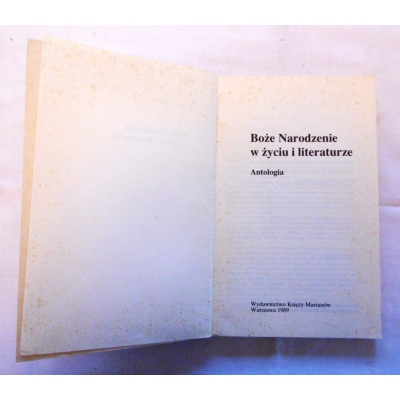 Boże Narodzenie
w życiu i literaturze
Antologia
Wydawnictwo Księży Marianów
Warszawa 1989